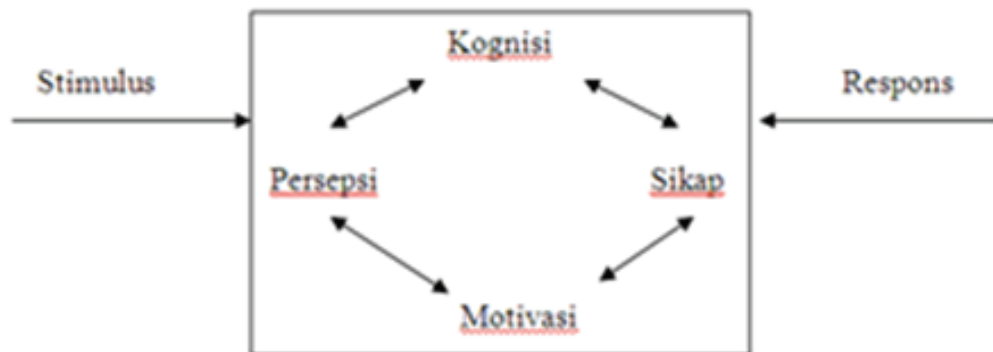 Kognisi
Stimulus
Respons
Persepsi
Sikap
Motivasi